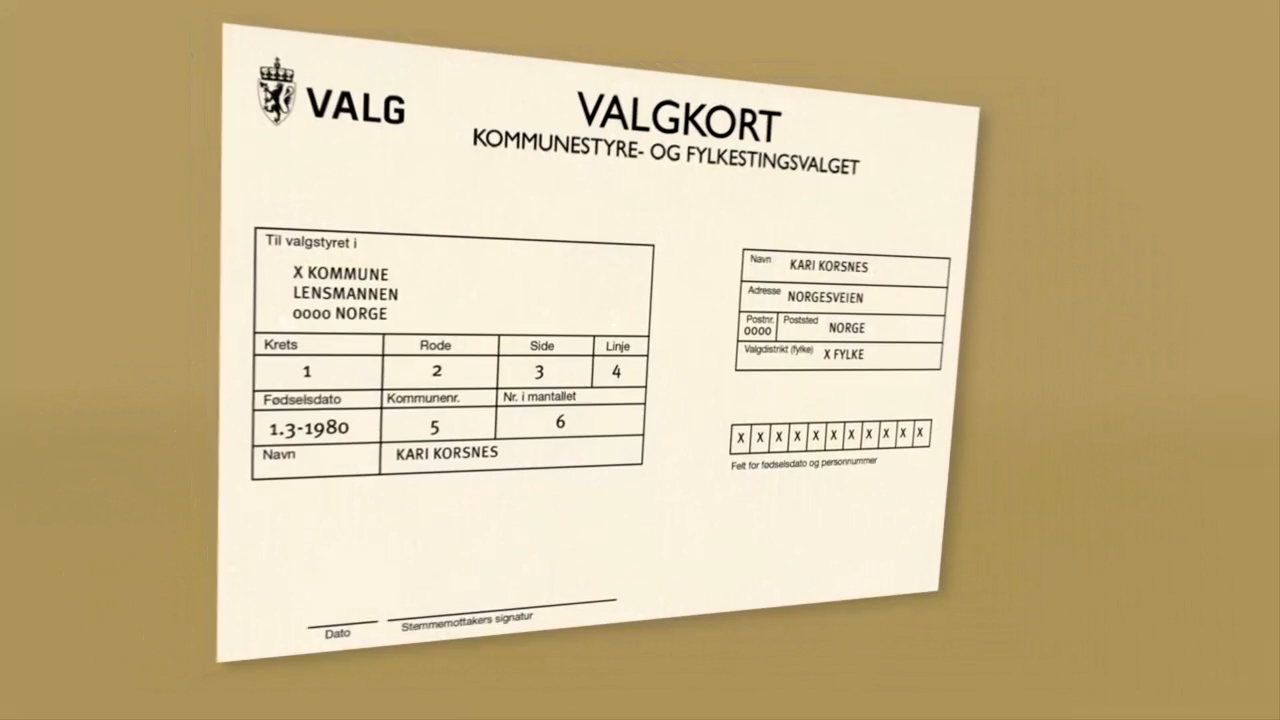 VALG
VALGKORT
KOMMUNESTYRE- OG FYLKESTINGSVALGET
Til valgstyret i
X KOMMUNE
LENSMANNEN
0000 NORGE
Krets Rode Side Linje
1 2 3 4
Fødselsdato Kommunenr. Nr. i mantallet
1.3-1980 5 6
Navn KARI KORSNES
Navn KARI KORSNES
Adresse NORGESVEIEN
Postnr. Poststed NORGE
0000
Valgdistrikt (fylke) X FYLKE
X X X X X X X X X X X
Felt for fødselsdato og personnummer
Dato Stemmemottakers signatur